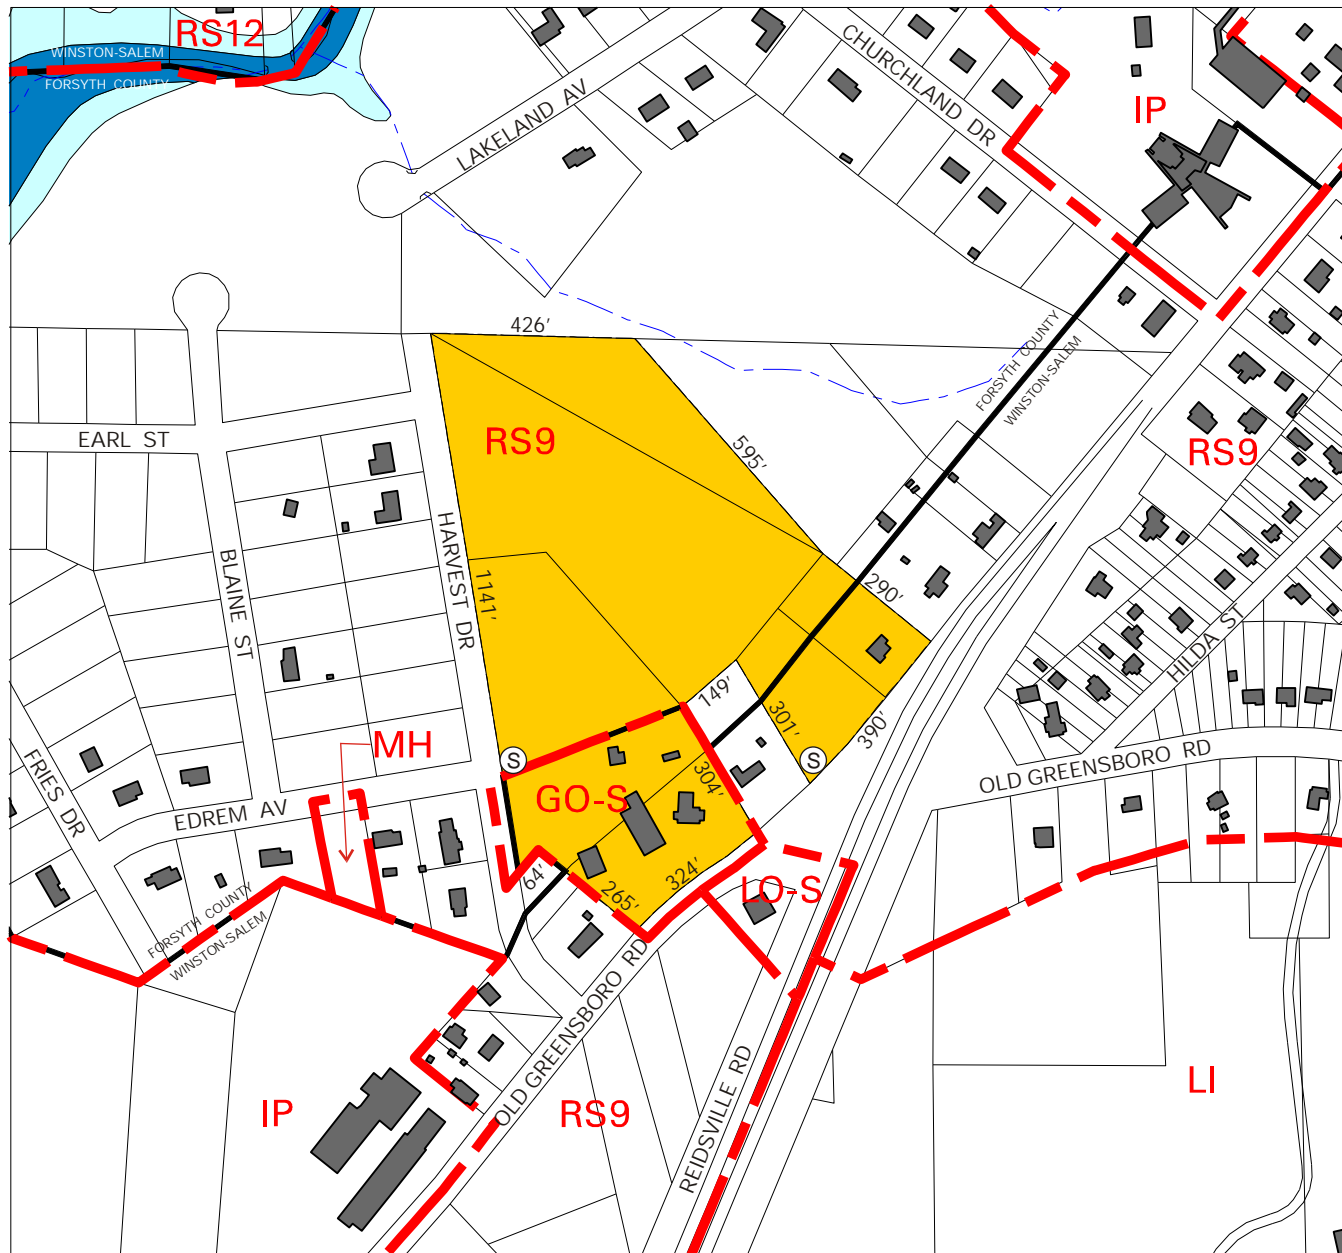 RS12
WINSTON-SALEM
FORSYTH COUNTY
LAKELAND AV
CHURCHLAND DR
IP
426'
FORSYTH COUNTY
WINSTON-SALEM
EARL ST
RS9
595'
RS9
HARVEST DR
BLAINE ST
1141'
290'
HILDA ST
149'
301'
390'
MH
S
S
304'
OLD GREENSBORO RD
FRIES DR
EDREM AV
GO-S
64'
265'
324'
LO-S
FORSYTH COUNTY
WINSTON-SALEM
OLD GREENSBORO RD
REIDSVILLE RD
LI
IP
RS9